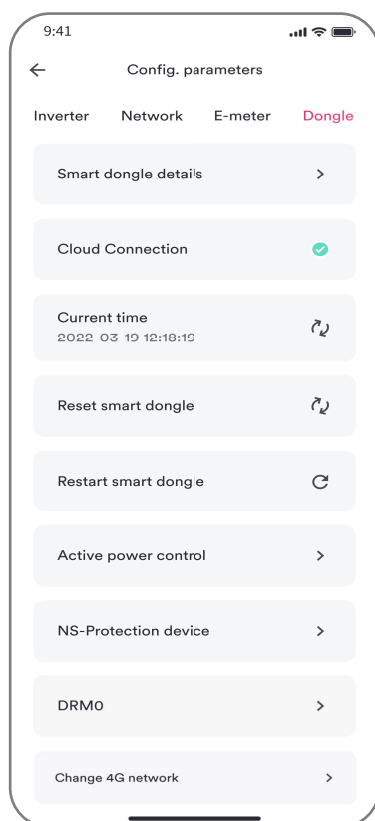 9:41
Config. parameters
Inverter Network E-meter Dongle
Smart dongle details
Cloud Connection
Current time
2022-03-19 12:18:19
Reset smart dongle
Restart smart dongle
Active power control
NS-Protection device
DRM0
Change 4G network